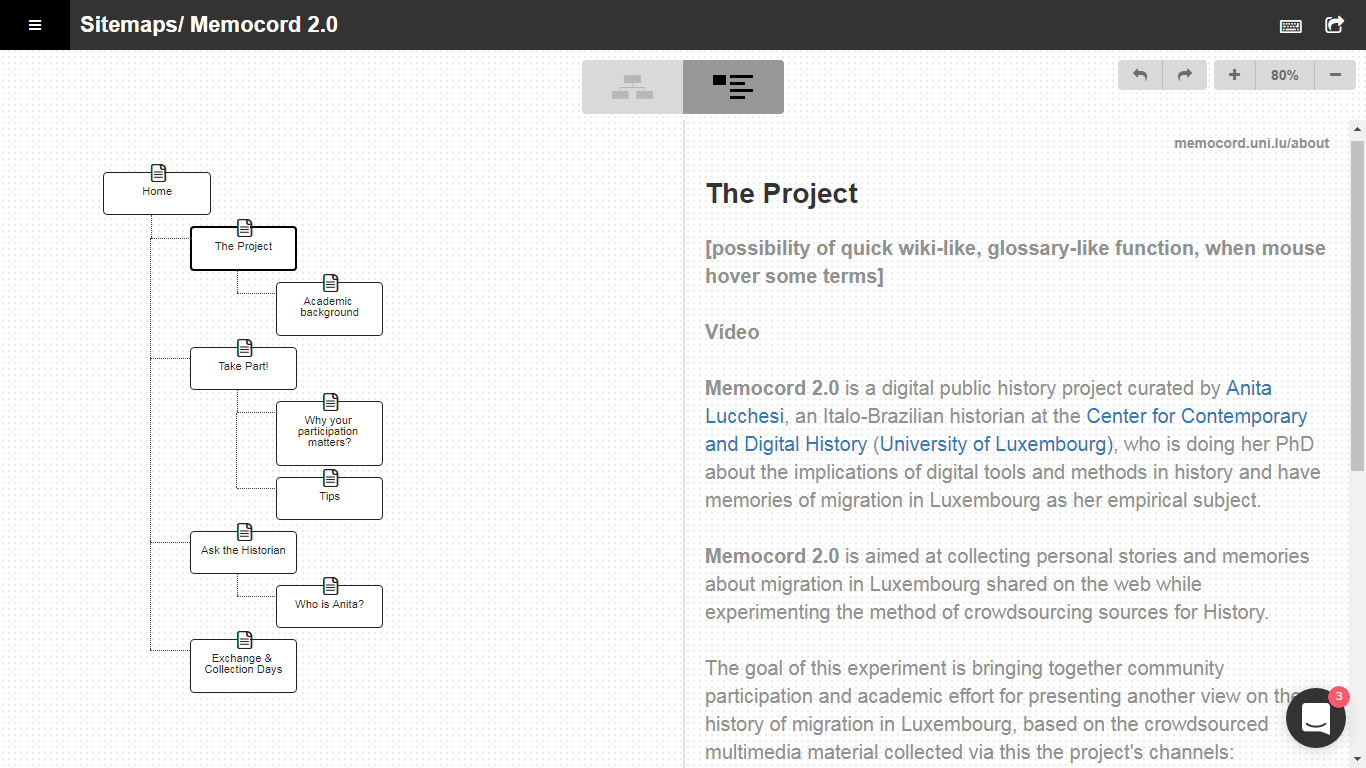 Sitemaps/ Memocord 2.0
80%
Home
The Project
Academic
background
Take Part!
Why your
participation
matters?
Tips
Ask the Historian
Who is Anita?
Exchange &
Collection Days
memocord.uni.lu/about
The Project
[possibility of quick wiki-like, glossary-like function, when mouse
hover some terms]
Vídeo
Memocord 2.0 is a digital public history project curated by Anita
Lucchesi, an Italo-Brazilian historian at the Center for Contemporary
and Digital History (University of Luxembourg), who is doing her PhD
about the implications of digital tools and methods in history and have
memories of migration in Luxembourg as her empirical subject.
Memocord 2.0 is aimed at collecting personal stories and memories
about migration in Luxembourg shared on the web while
experimenting the method of crowdsourcing sources for History.
The goal of this experiment is bringing together community
participation and academic effort for presenting another view on the
history of migration in Luxembourg, based on the crowdsourced
multimedia material collected via this the project's channels:
3